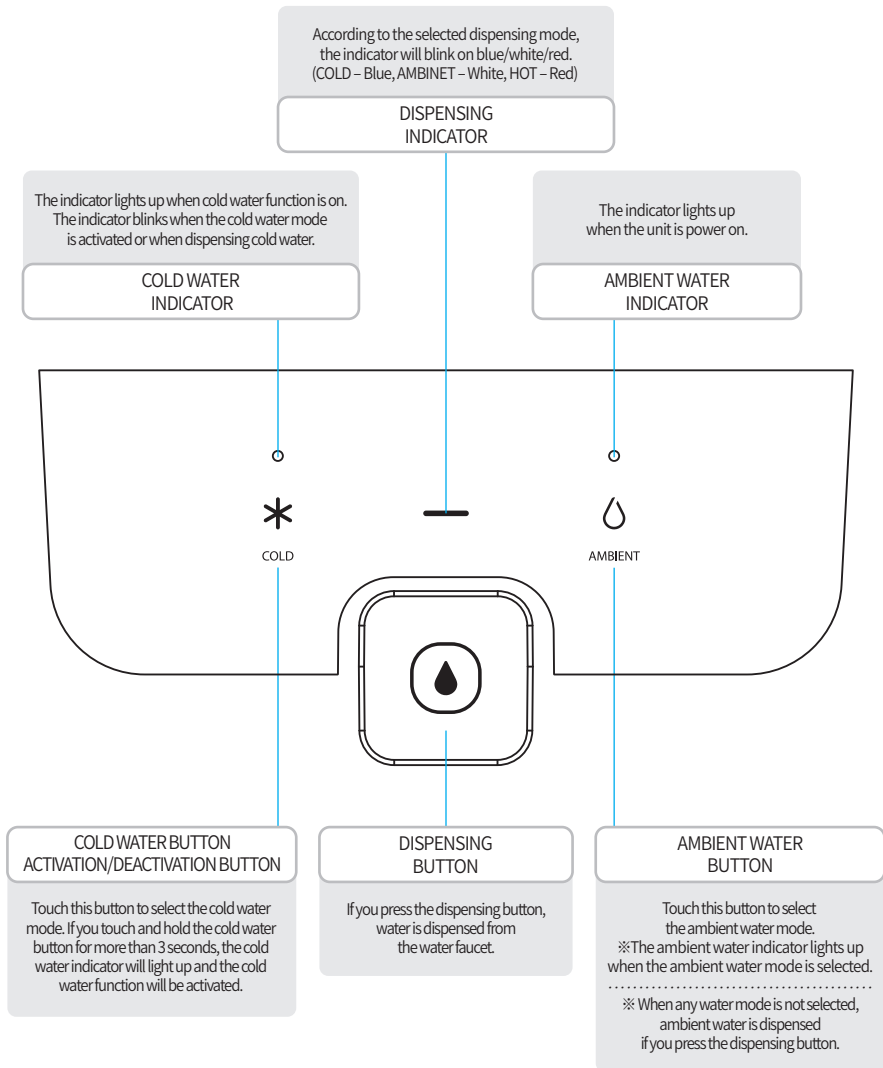 According to the selected dispensing mode,
the indicator will blink on blue/white/red.
(COLD – Blue, AMBINET – White, HOT – Red)
DISPENSING
INDICATOR
The indicator lights up when cold water function is on.
The indicator blinks when the cold water mode
is activated or when dispensing cold water.
COLD WATER
INDICATOR
The indicator lights up
when the unit is power on.
AMBIENT WATER
INDICATOR
COLD
AMBIENT
COLD WATER BUTTON
ACTIVATION/DEACTIVATION BUTTON
Touch this button to select the cold water
mode. If you touch and hold the cold water
button for more than 3 seconds, the cold
water indicator will light up and the cold
water function will be activated.
DISPENSING
BUTTON
If you press the dispensing button,
water is dispensed from
the water faucet.
AMBIENT WATER
BUTTON
Touch this button to select
the ambient water mode.
※The ambient water indicator lights up
when the ambient water mode is selected.
※ When any water mode is not selected,
ambient water is dispensed
if you press the dispensing button.